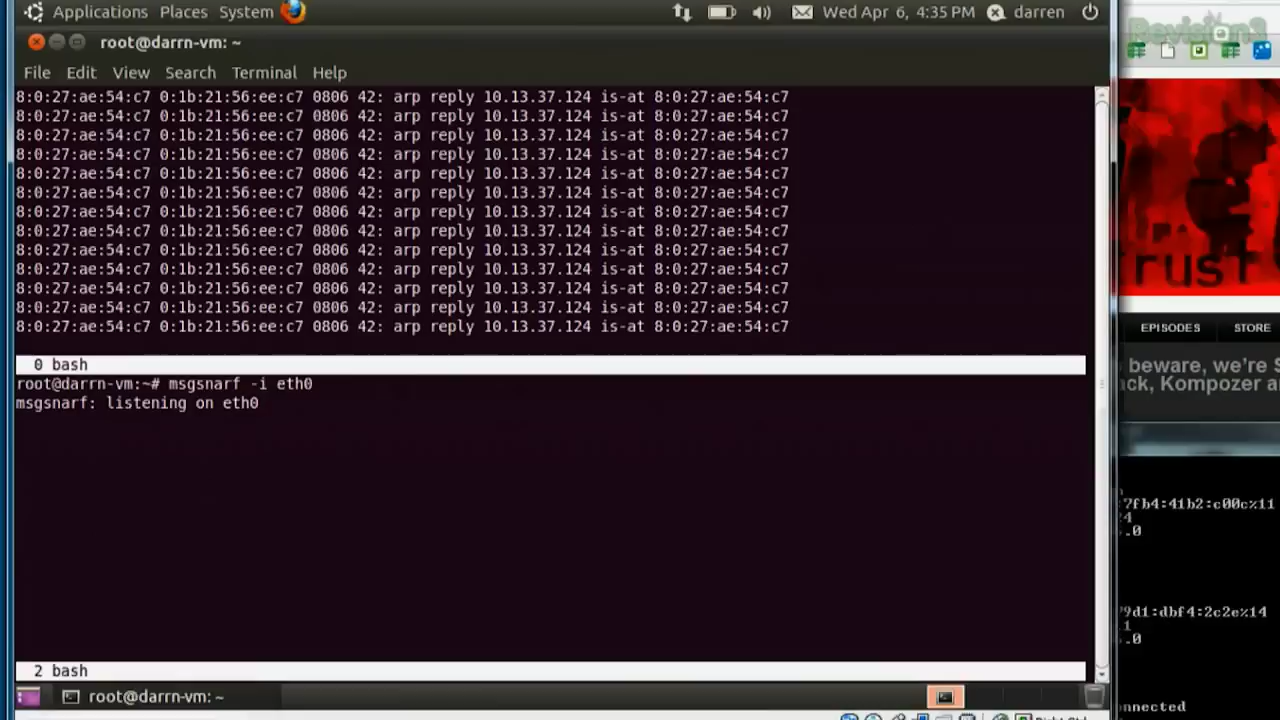 Applications Places System
Wed Apr 6, 4:35 PM darren
root@darrn-vm: ~
File Edit View Search Terminal Help
8:0:27:ae:54:c7 0:1b:21:56:ee:c7 0806 42: arp reply 10.13.37.124 is-at 8:0:27:ae:54:c7
8:0:27:ae:54:c7 0:1b:21:56:ee:c7 0806 42: arp reply 10.13.37.124 is-at 8:0:27:ae:54:c7
8:0:27:ae:54:c7 0:1b:21:56:ee:c7 0806 42: arp reply 10.13.37.124 is-at 8:0:27:ae:54:c7
8:0:27:ae:54:c7 0:1b:21:56:ee:c7 0806 42: arp reply 10.13.37.124 is-at 8:0:27:ae:54:c7
8:0:27:ae:54:c7 0:1b:21:56:ee:c7 0806 42: arp reply 10.13.37.124 is-at 8:0:27:ae:54:c7
8:0:27:ae:54:c7 0:1b:21:56:ee:c7 0806 42: arp reply 10.13.37.124 is-at 8:0:27:ae:54:c7
8:0:27:ae:54:c7 0:1b:21:56:ee:c7 0806 42: arp reply 10.13.37.124 is-at 8:0:27:ae:54:c7
8:0:27:ae:54:c7 0:1b:21:56:ee:c7 0806 42: arp reply 10.13.37.124 is-at 8:0:27:ae:54:c7
8:0:27:ae:54:c7 0:1b:21:56:ee:c7 0806 42: arp reply 10.13.37.124 is-at 8:0:27:ae:54:c7
8:0:27:ae:54:c7 0:1b:21:56:ee:c7 0806 42: arp reply 10.13.37.124 is-at 8:0:27:ae:54:c7
8:0:27:ae:54:c7 0:1b:21:56:ee:c7 0806 42: arp reply 10.13.37.124 is-at 8:0:27:ae:54:c7
8:0:27:ae:54:c7 0:1b:21:56:ee:c7 0806 42: arp reply 10.13.37.124 is-at 8:0:27:ae:54:c7
8:0:27:ae:54:c7 0:1b:21:56:ee:c7 0806 42: arp reply 10.13.37.124 is-at 8:0:27:ae:54:c7
0 bash
root@darrn-vm:~# msgsnarf -i eth0
msgsnarf: listening on eth0
2 bash
root@darrn-vm: ~
Revision3
trust
EPISODES STORE
beware, we're S
ack, Kompozer a
:7fb4:41b2:c00c%11
24
.0
9d1:dbf4:2c2e%14
1
.0
onnected